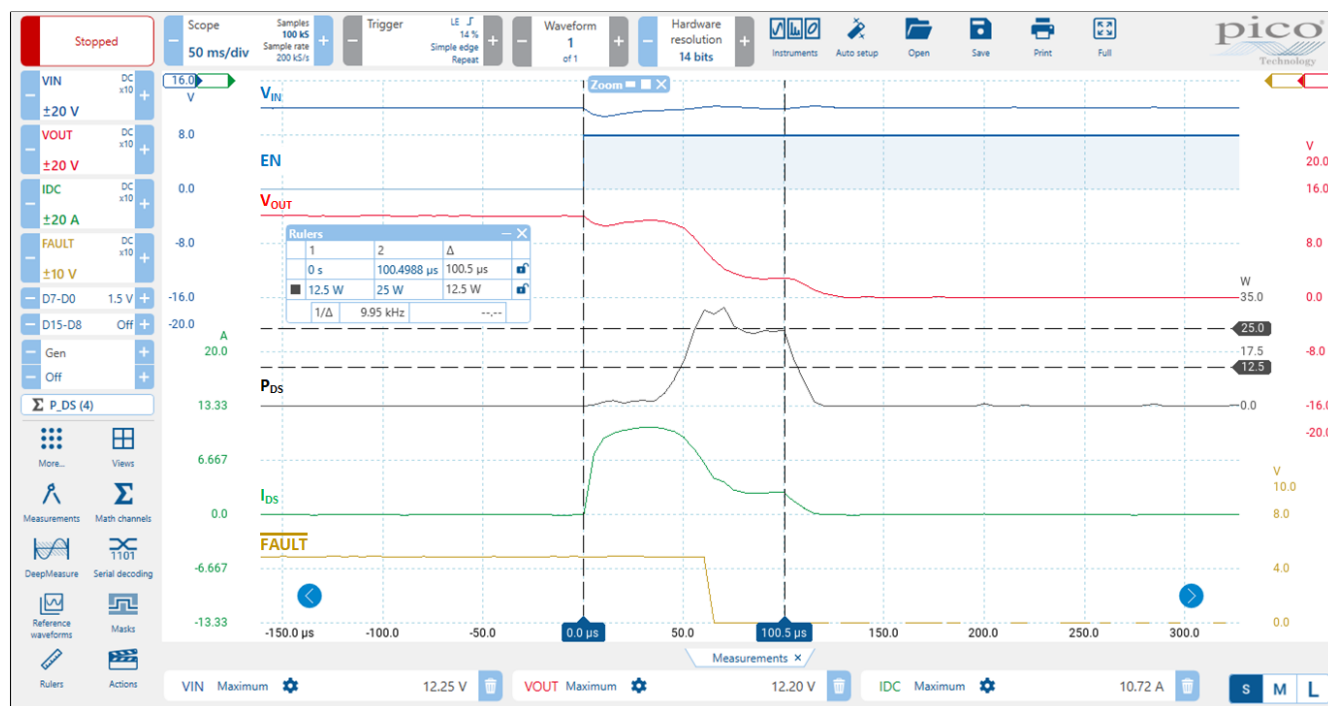 Stopped
Scope
50 ms/div
Samples
100 kS
Sample rate
200 kS/s
Trigger
LE
14 %
Simple edge
Repeat
Waveform
1
of 1
Hardware
resolution
14 bits
Instruments
Auto setup
Open
Save
Print
Full
pico
Technology
VIN
DC
x10
±20 V
VOUT
DC
x10
±20 V
IDC
DC
x10
±20 A
FAULT
DC
x10
±10 V
D7-D0 1.5 V
D15-D8 Off
Gen
Off
Σ P_DS (4)
More...
Views
Measurements
Math channels
DeepMeasure
1101
Serial decoding
Reference
waveforms
Masks
Rulers
Actions
16.0
V
8.0
0.0
-8.0
-16.0
-20.0
A
20.0
13.33
6.667
0.0
-6.667
-13.33
Zoom
VIN
EN
VOUT
Rulers
1 2 Δ
0 s 100.4988 µs 100.5 µs
12.5 W 25 W 12.5 W
1/Δ 9.95 kHz --.--
PDS
IDS
FAULT
V
20.0
16.0
8.0
0.0
-8.0
-16.0
-20.0
W
35.0
25.0
17.5
12.5
0.0
V
10.0
8.0
4.0
0.0
-150.0 µs -100.0 -50.0 0.0 µs 50.0 100.5 µs 150.0 200.0 250.0 300.0
Measurements ×
VIN Maximum 12.25 V
VOUT Maximum 12.20 V
IDC Maximum 10.72 A
S M L